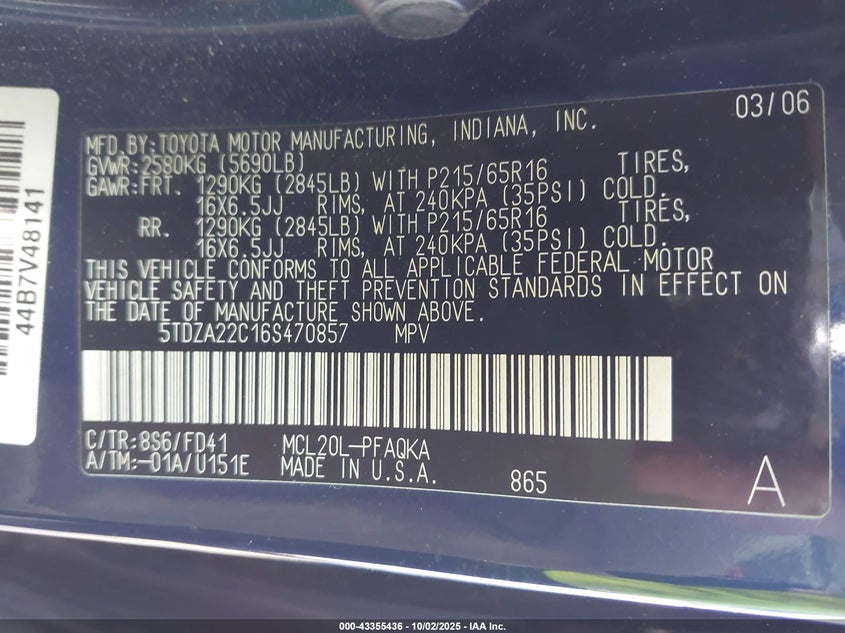 03/06
MFD.BY:TOYOTA MOTOR MANUFACTURING, INDIANA, INC.
GVWR:2580KG (5690LB)
GAWR:FRT. 1290KG (2845LB) WITH P215/65R16 TIRES,
16X6.5JJ RIMS, AT 240KPA (35PSI) COLD.
RR. 1290KG (2845LB) WITH P215/65R16 TIRES,
16X6.5JJ RIMS, AT 240KPA (35PSI) COLD.
THIS VEHICLE CONFORMS TO ALL APPLICABLE FEDERAL MOTOR
VEHICLE SAFETY AND THEFT PREVENTION STANDARDS IN EFFECT ON
THE DATE OF MANUFACTURE SHOWN ABOVE.
5TDZA22C16S470857 MPV
C/TR:8S6/FD41 MCL20L-PFAQKA
A/TM:-01A/U151E MADE IN U.S.A. 865
A
44B7V48141
000-43355436 - 10/02/2025 - IAA Inc.